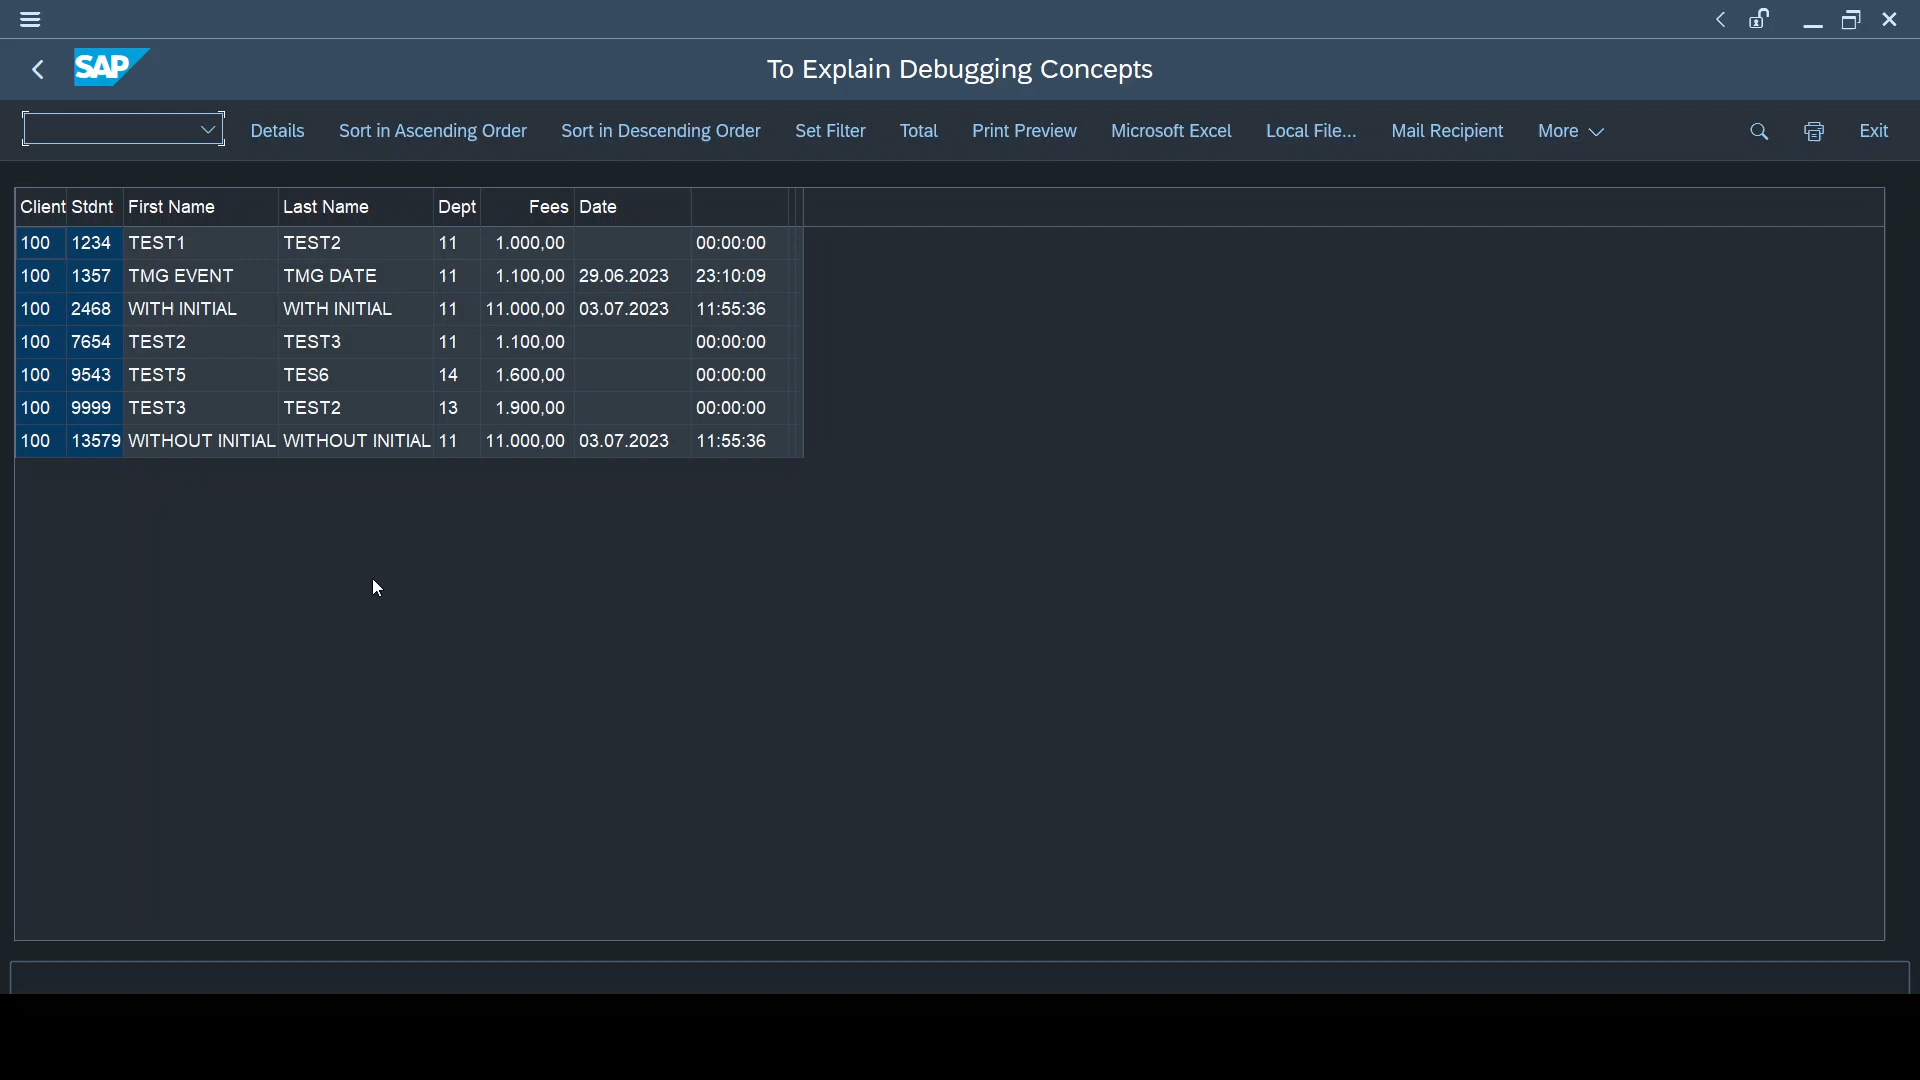 SAP To Explain Debugging Concepts
Details Sort in Ascending Order Sort in Descending Order Set Filter Total Print Preview Microsoft Excel Local File... Mail Recipient More Exit
Client Stdnt First Name Last Name Dept Fees Date
100 1234 TEST1 TEST2 11 1.000,00 00:00:00
100 1357 TMG EVENT TMG DATE 11 1.100,00 29.06.2023 23:10:09
100 2468 WITH INITIAL WITH INITIAL 11 11.000,00 03.07.2023 11:55:36
100 7654 TEST2 TEST3 11 1.100,00 00:00:00
100 9543 TEST5 TES6 14 1.600,00 00:00:00
100 9999 TEST3 TEST2 13 1.900,00 00:00:00
100 13579 WITHOUT INITIAL WITHOUT INITIAL 11 11.000,00 03.07.2023 11:55:36